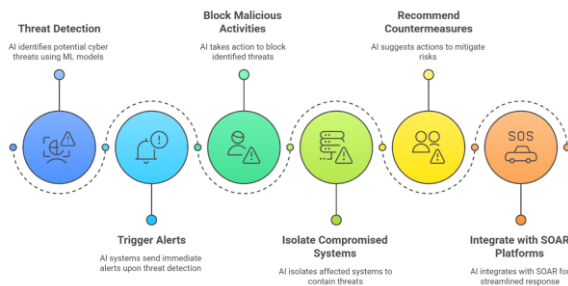 Threat Detection
AI identifies potential cyber
threats using ML models
Block Malicious
Activities
AI takes action to block
identified threats
Recommend
Countermeasures
AI suggests actions to mitigate
risks
SOS
Trigger Alerts
AI systems send immediate
alerts upon threat detection
Isolate Compromised
Systems
AI isolates affected systems to
contain threats
Integrate with SOAR
Platforms
AI integrates with SOAR for
streamlined response